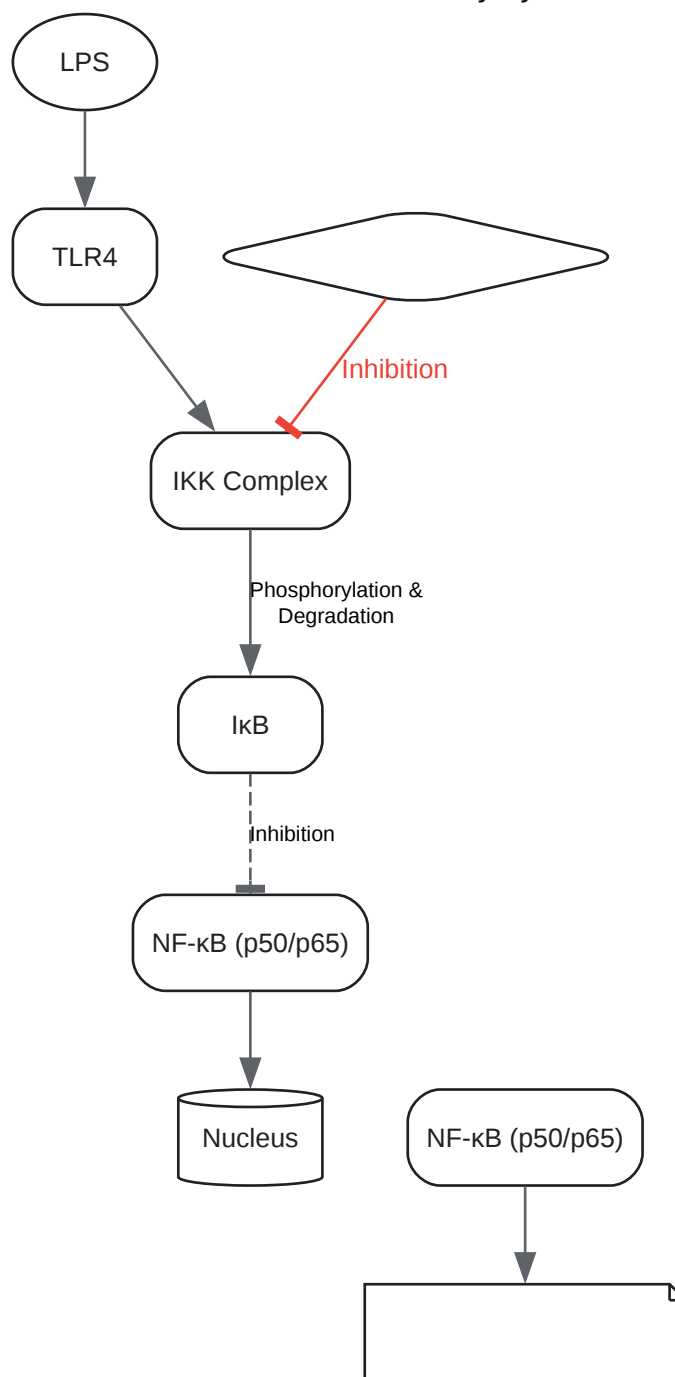 LPS
TLR4
Inhibition
IKK Complex
Phosphorylation &
Degradation
IκB
Inhibition
NF-κB (p50/p65)
Nucleus
NF-κB (p50/p65)